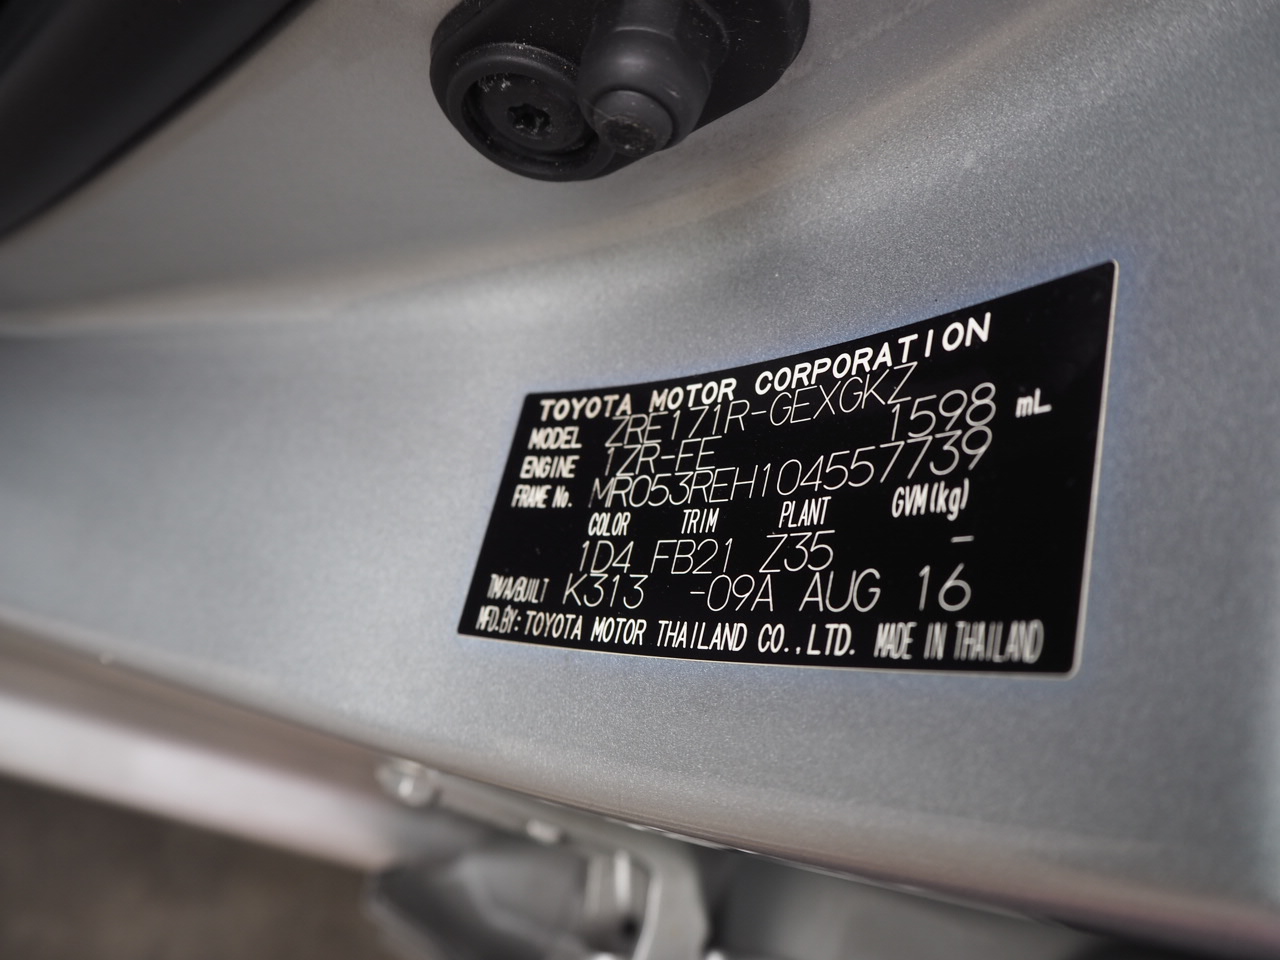 TOYOTA MOTOR CORPORATION
MODEL ZRE171R-GEXGKZ
ENGINE 1ZR-FE 1598 mL
FRAME No. MR053REH104557739
COLOR TRIM PLANT GVM(kg)
1D4 FB21 Z35 -
TM/A/BUILT K313 -09A AUG 16
MFD.BY: TOYOTA MOTOR THAILAND CO.,LTD. MADE IN THAILAND